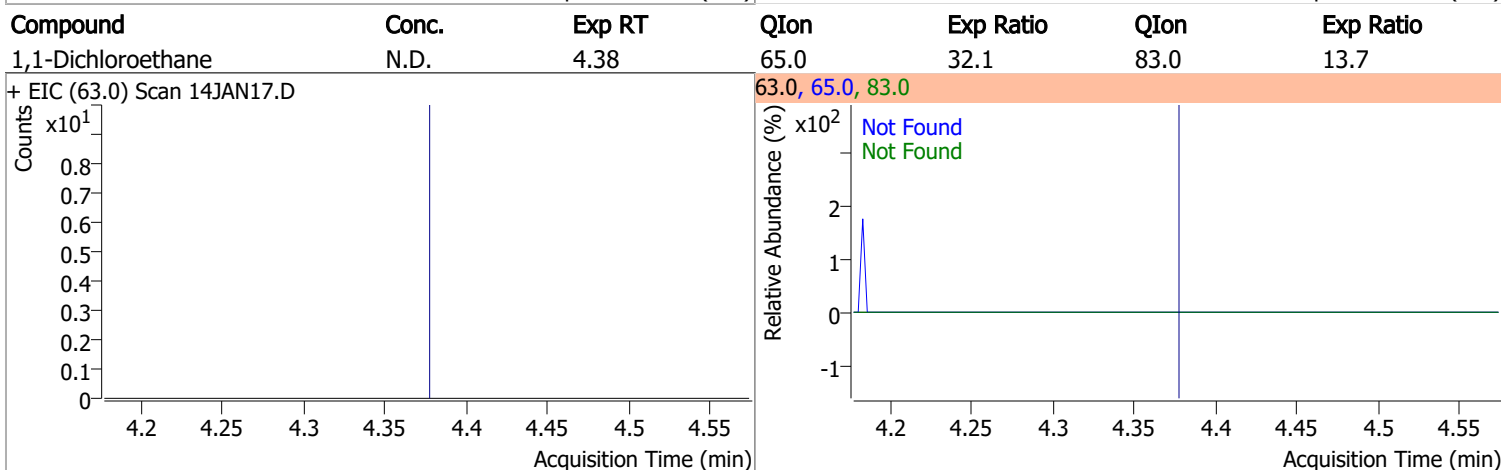 Compound Conc. Exp RT QIon Exp Ratio QIon Exp Ratio
1,1-Dichloroethane N.D. 4.38 65.0 32.1 83.0 13.7
+ EIC (63.0) Scan 14JAN17.D
Counts
x10¹
0.8
0.7
0.6
0.5
0.4
0.3
0.2
0.1
0
4.2 4.25 4.3 4.35 4.4 4.45 4.5 4.55
Acquisition Time (min)
63.0, 65.0, 83.0
Relative Abundance (%)
x10²
Not Found
Not Found
2
1
0
-1
4.2 4.25 4.3 4.35 4.4 4.45 4.5 4.55
Acquisition Time (min)